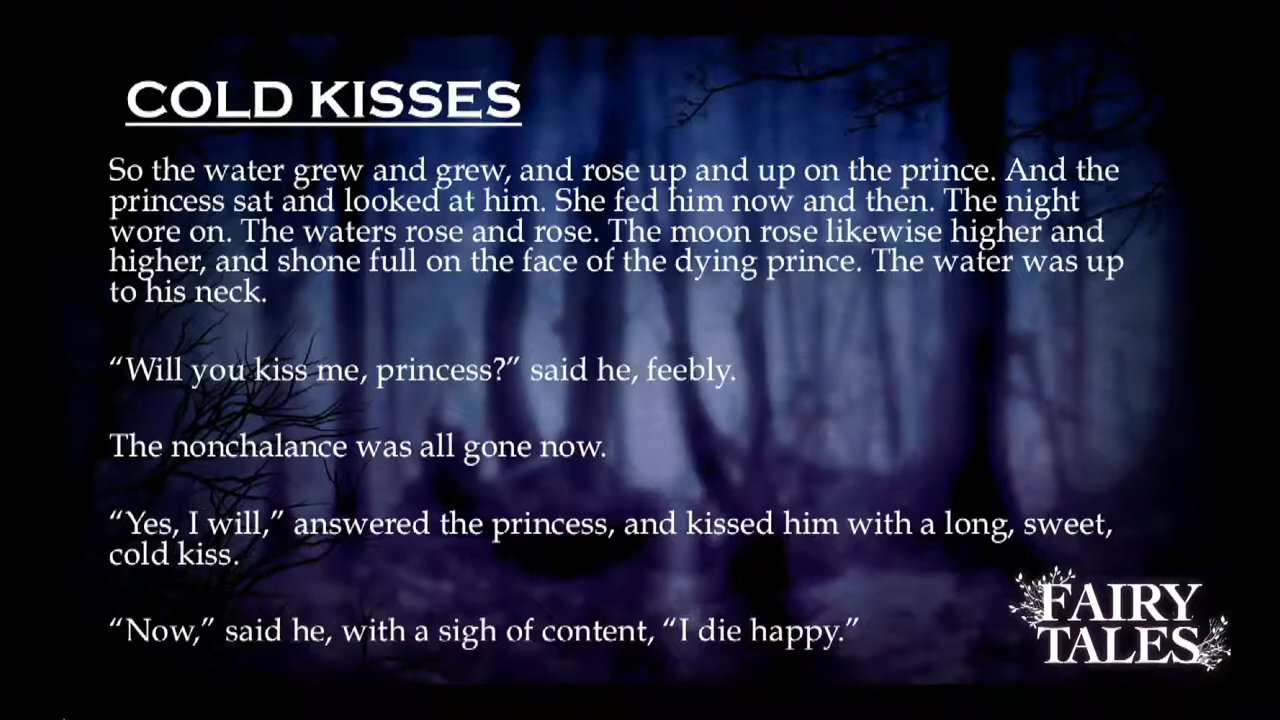 COLD KISSES
So the water grew and grew, and rose up and up on the prince. And the
princess sat and looked at him. She fed him now and then. The night
wore on. The waters rose and rose. The moon rose likewise higher and
higher, and shone full on the face of the dying prince. The water was up
to his neck.
“Will you kiss me, princess?” said he, feebly.
The nonchalance was all gone now.
“Yes, I will,” answered the princess, and kissed him with a long, sweet,
cold kiss.
“Now,” said he, with a sigh of content, “I die happy.”
FAIRY
TALES